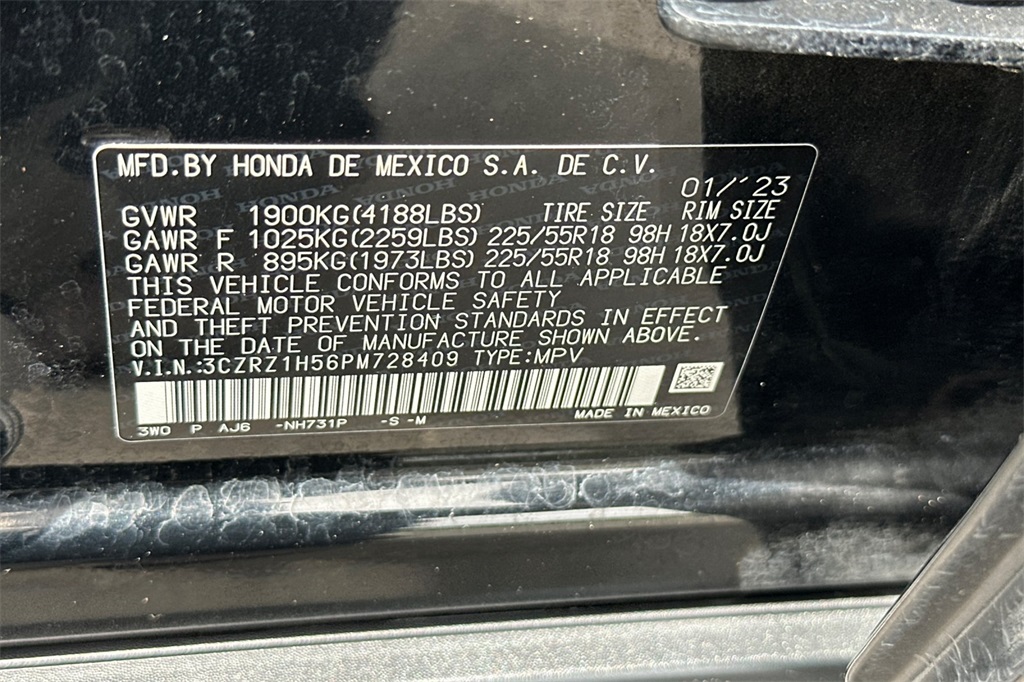 MFD.BY HONDA DE MEXICO S.A. DE C.V.
01/'23
GVWR 1900KG(4188LBS) TIRE SIZE RIM SIZE
GAWR F 1025KG(2259LBS) 225/55R18 98H 18X7.0J
GAWR R 895KG(1973LBS) 225/55R18 98H 18X7.0J
THIS VEHICLE CONFORMS TO ALL APPLICABLE
FEDERAL MOTOR VEHICLE SAFETY
AND THEFT PREVENTION STANDARDS IN EFFECT
ON THE DATE OF MANUFACTURE SHOWN ABOVE.
V.I.N.:3CZRZ1H56PM728409 TYPE:MPV
MADE IN MEXICO
3WO P AJ6 -NH731P -S -M